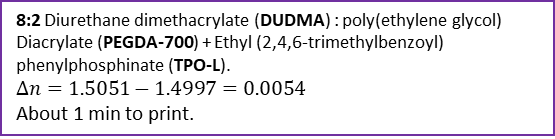 8:2 Diurethane dimethacrylate (DUDMA) : poly(ethylene glycol)
Diacrylate (PEGDA-700) + Ethyl (2,4,6-trimethylbenzoyl)
phenylphosphinate (TPO-L).
Δn = 1.5051 − 1.4997 = 0.0054
About 1 min to print.